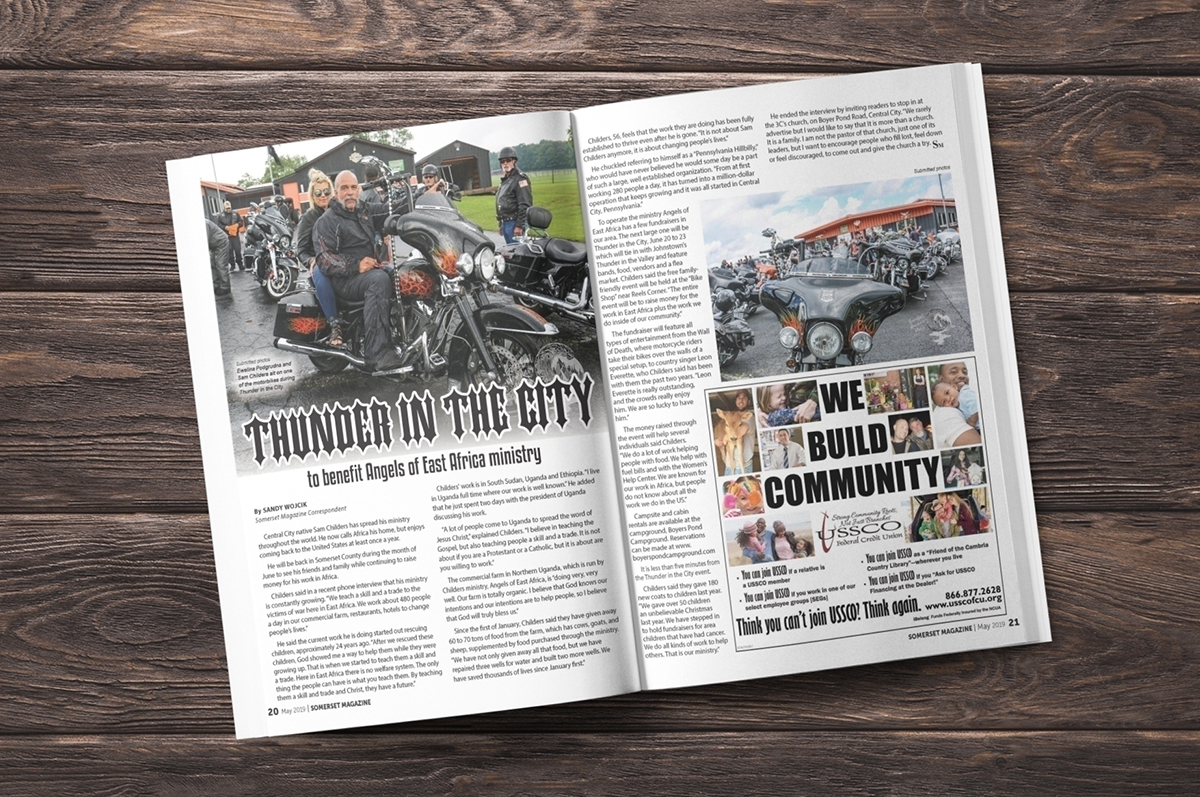 Submitted photos
Ewelina Podgrudna and
Sam Childers all on one
of the motorbikes during
Thunder in the City.
THUNDER IN THE CITY
to benefit Angels of East Africa ministry
By SANDY WOJCIK
Somerset Magazine Correspondent
Central City native Sam Childers has spread his ministry
throughout the world. He now calls Africa his home, but enjoys
coming back to the United States at least once a year.
He will be back in Somerset County during the month of
June to see his friends and family while continuing to raise
money for his work in Africa.
Childers said in a recent phone interview that his ministry
is constantly growing. “We teach a skill and a trade to the
victims of war here in East Africa. We work about 480 people
a day in our commercial farm, restaurants, hotels to change
people’s lives.”
He said the current work he is doing started out rescuing
children, approximately 24 years ago. “After we rescued these
children, God showed me a way to help them while they were
growing up. That is when we started to teach them a skill and
a trade. Here in East Africa there is no welfare system. The only
thing the people can have is what you teach them. By teaching
them a skill and trade and Christ, they have a future.”
20 May 2019 | SOMERSET MAGAZINE
Childers’ work is in South Sudan, Uganda and Ethiopia. “I live
in Uganda full time where our work is well known.” He added
that he just spent two days with the president of Uganda
discussing his work.
“A lot of people come to Uganda to spread the word of
Jesus Christ,” explained Childers. “I believe in teaching the
Gospel, but also teaching people a skill and a trade. It is not
about if you are a Protestant or a Catholic, but it is about are
you willing to work.”
The commercial farm in Northern Uganda, which is run by
Childers ministry, Angels of East Africa, is “doing very, very
well. Our farm is totally organic. I believe that God knows our
intentions and our intentions are to help people, so I believe
God will truly bless us.”
Since the first of January, Childers said they have given away
60 to 70 tons of food from the farm, which has cows, goats, and
sheep, supplemented by food purchased through the ministry.
“We have not only given away all that food, but we have
repaired three wells for water and built two more wells. We
have saved thousands of lives since January first.”
Childers, 56, feels that the work they are doing has been fully
established to thrive even after he is gone. “It is not about Sam
Childers anymore, it is about changing people’s lives.”
He chuckled referring to himself as a “Pennsylvania Hillbilly,”
who would have never believed he would some day be a part
of such a large, well established organization. “From at first
working 280 people a day, it has turned into a million-dollar
operation that keeps growing and it was all started in Central
City, Pennsylvania.”
To operate the ministry Angels of
East Africa has a few fundraisers in
our area. The next large one will be
Thunder in the City, June 20 to 23
which will be in with Johnstown’s
Thunder in the Valley and feature
bands, food, vendors and a flea
market. Childers said the free family-
friendly event will be held at the “Bike
Shop” near Reels Corner. “The entire
event will be to raise money for the
work in East Africa plus the work we
do inside of our community.”
The fundraiser will feature all
types of entertainment from the Wall
of Death, where motorcycle riders
take their bikes over the walls of a
special setup, to country singer Leon
Everette, who Childers said has been
with them the past two years. “Leon
Everette is really outstanding,
and the crowds really enjoy
him. We are so lucky to have
him.”
The money raised through
the event will help several
individuals said Childers.
“We do a lot of work helping
people with food. We help with
fuel bills and with the Women’s
Help Center. We are known for
our work in Africa, but people
do not know about all the
work we do in the US.”
Campsite and cabin
rentals are available at the
campground, Boyers Pond
Campground. Reservations
can be made at www.
boyerspondcampground.com
It is less than five minutes from
the Thunder in the City event.
Childers said they gave 180
new coats to children last year.
“We gave over 50 children
an unbelievable Christmas
last year. We have stepped in
to hold fundraisers for area
children that have had cancer.
We do all kinds of work to help
others. That is our ministry.”
He ended the interview by inviting readers to stop in at
the 3C’s church, on Boyer Pond Road, Central City. “We rarely
advertise but I would like to say that it is more than a church.
It is a family. I am not the pastor of that church, just one of its
leaders, but I want to encourage people who fill lost, feel down
or feel discouraged, to come out and give the church a try. SM
Submitted photos
WE
BUILD
COMMUNITY
Strong Community Roots,
Not Just Branches
USSCO
Federal Credit Union
• You can join USSCO if a relative is
a USSCO member
• You can join USSCO if you work in one of our
select employee groups (SEGs)
• You can join USSCO as a “Friend of the Cambria
Country Library”—wherever you live
• You can join USSCO if you “Ask for USSCO
Financing at the Dealer!”
Think you can’t join USSCO? Think again.
866.877.2628
www.usscofcu.org
Funds Federally Insured by the NCUA
SOMERSET MAGAZINE | May 2019 21